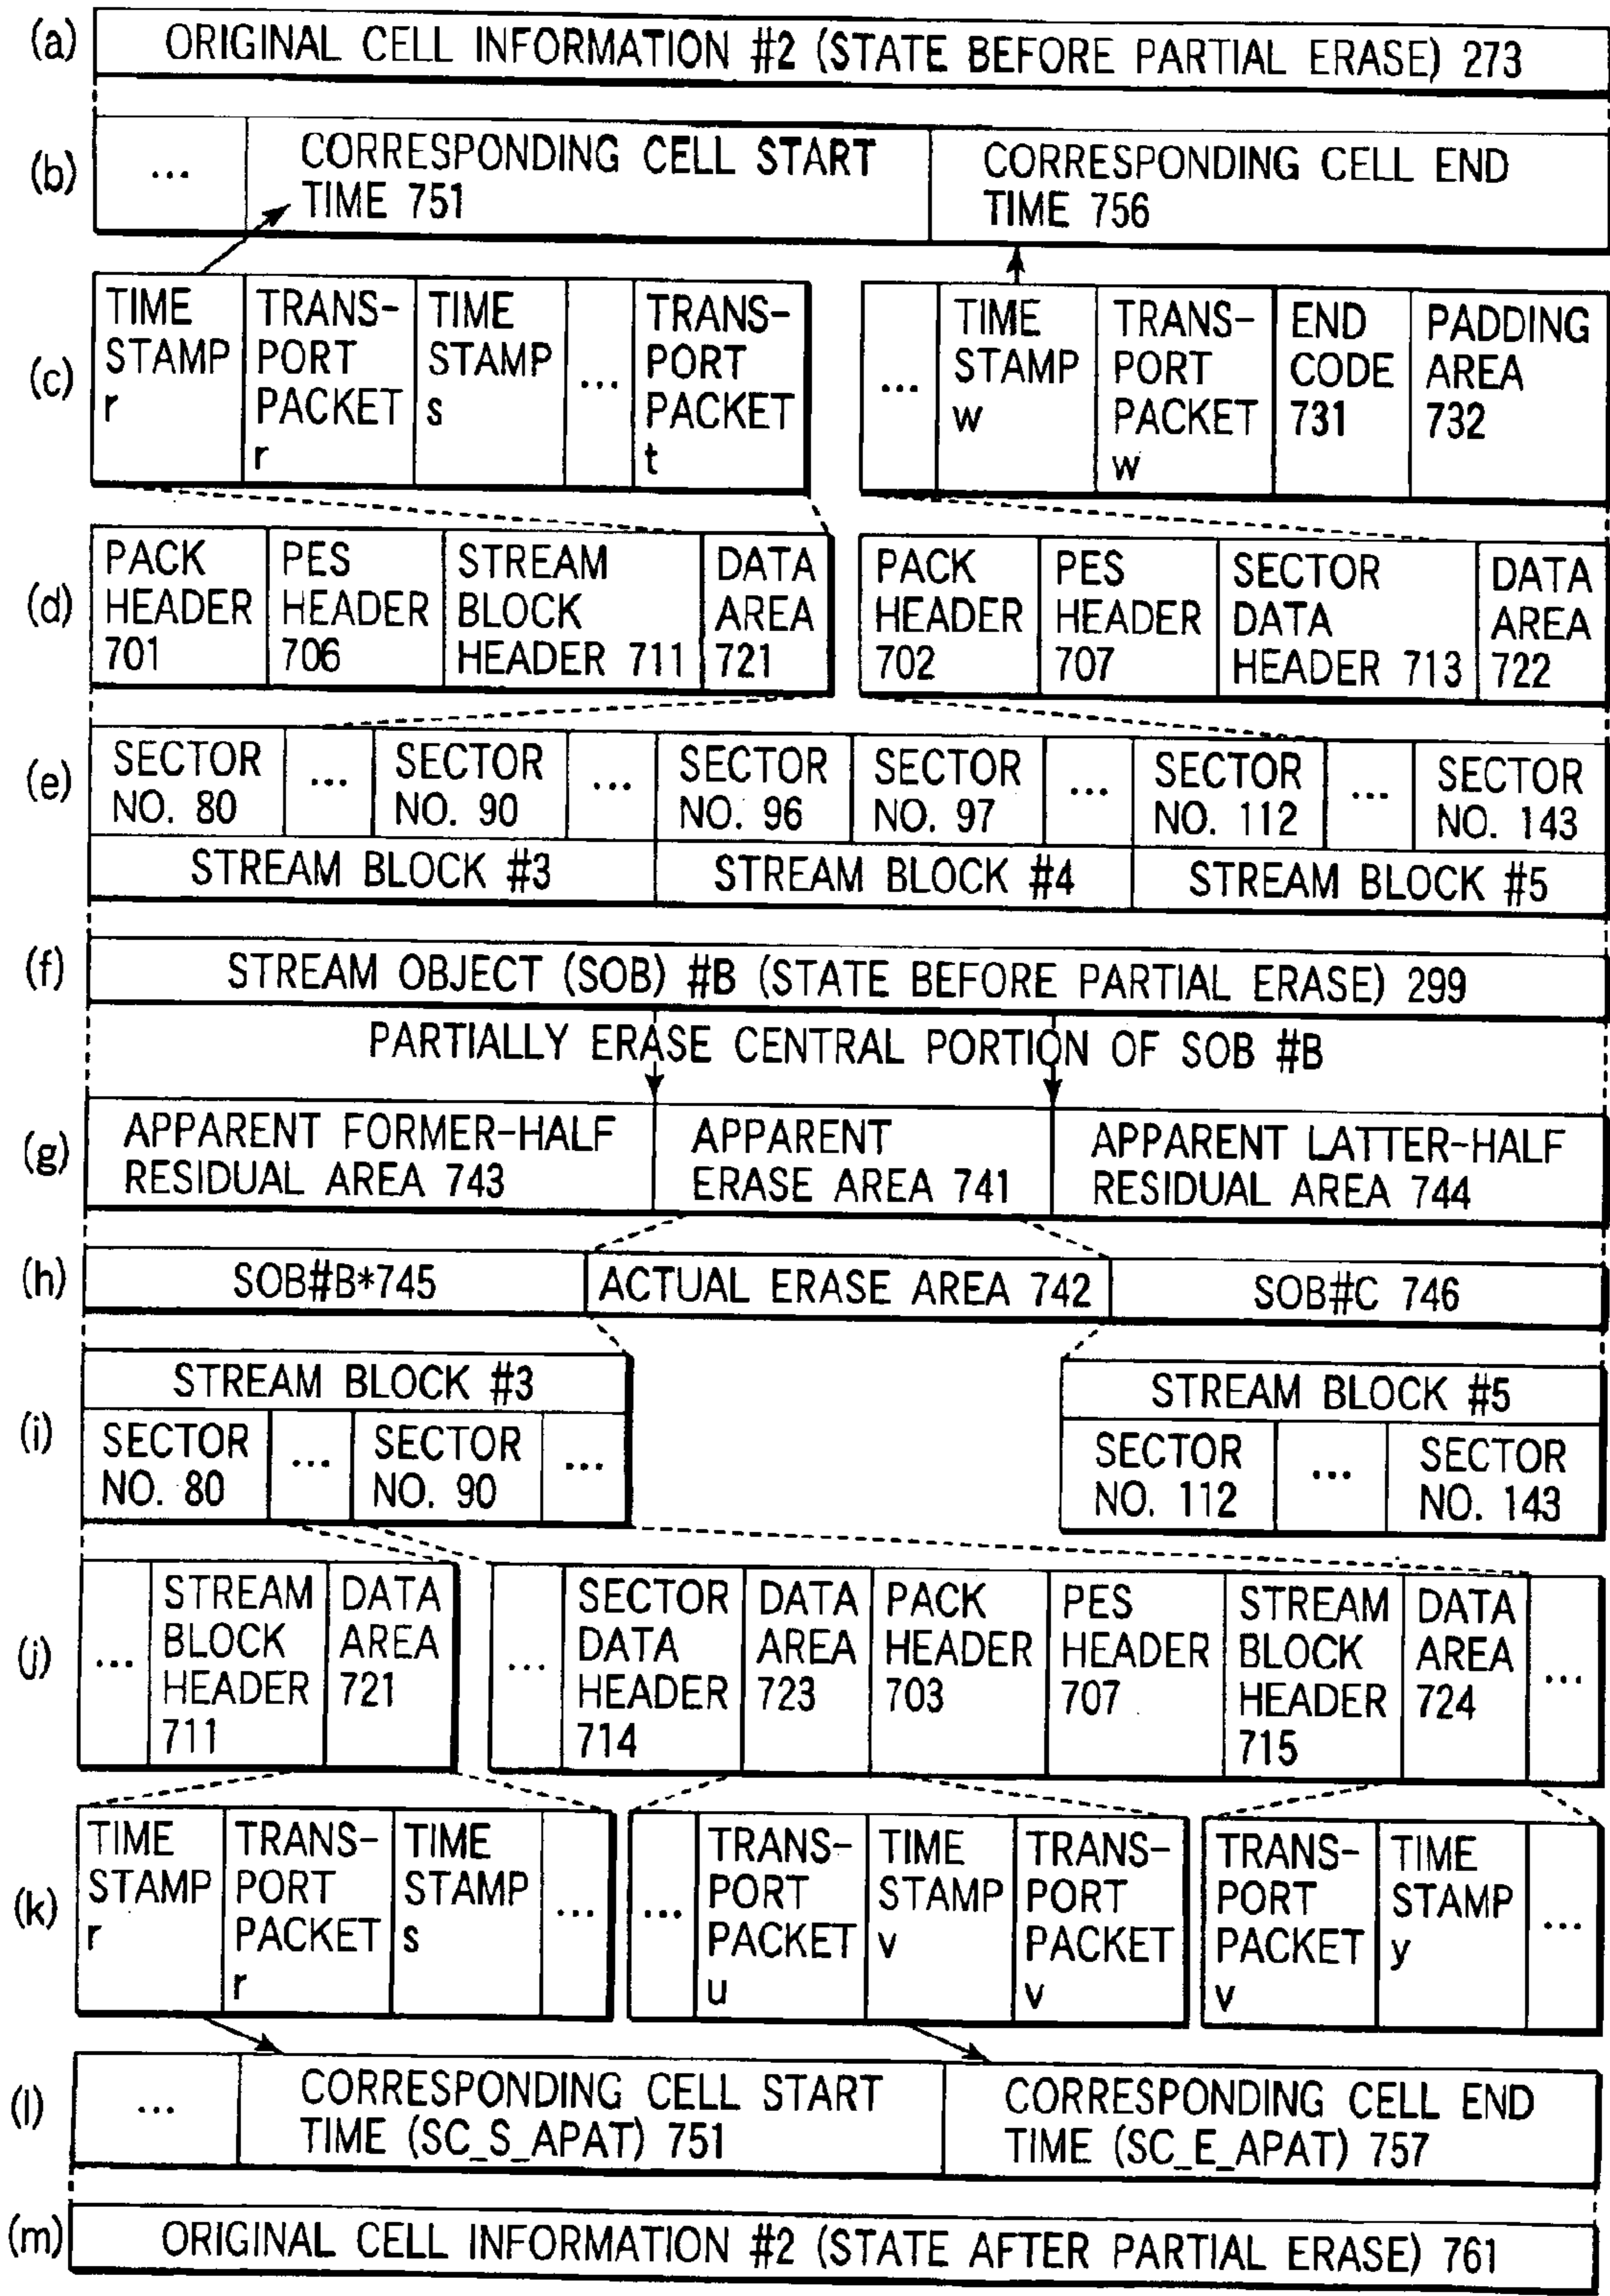 (a) ORIGINAL CELL INFORMATION #2 (STATE BEFORE PARTIAL ERASE) 273
(b) ... CORRESPONDING CELL START
TIME 751
CORRESPONDING CELL END
TIME 756
(c) TIME
STAMP
r
TRANS-
PORT
PACKET
r
TIME
STAMP
s
...
TRANS-
PORT
PACKET
t
...
TIME
STAMP
w
TRANS-
PORT
PACKET
w
END
CODE
731
PADDING
AREA
732
(d) PACK
HEADER
701
PES
HEADER
706
STREAM
BLOCK
HEADER 711
DATA
AREA
721
PACK
HEADER
702
PES
HEADER
707
SECTOR
DATA
HEADER 713
DATA
AREA
722
(e) SECTOR
NO. 80
...
SECTOR
NO. 90
...
SECTOR
NO. 96
SECTOR
NO. 97
...
SECTOR
NO. 112
...
SECTOR
NO. 143
STREAM BLOCK #3
STREAM BLOCK #4
STREAM BLOCK #5
(f) STREAM OBJECT (SOB) #B (STATE BEFORE PARTIAL ERASE) 299
PARTIALLY ERASE CENTRAL PORTION OF SOB #B
(g) APPARENT FORMER-HALF
RESIDUAL AREA 743
APPARENT
ERASE AREA 741
APPARENT LATTER-HALF
RESIDUAL AREA 744
(h) SOB#B*745
ACTUAL ERASE AREA 742
SOB#C 746
(i) STREAM BLOCK #3
SECTOR
NO. 80
...
SECTOR
NO. 90
...
STREAM BLOCK #5
SECTOR
NO. 112
...
SECTOR
NO. 143
(j) ...
STREAM
BLOCK
HEADER
711
DATA
AREA
721
...
SECTOR
DATA
HEADER
714
DATA
AREA
723
PACK
HEADER
703
PES
HEADER
707
STREAM
BLOCK
HEADER
715
DATA
AREA
724
...
(k) TIME
STAMP
r
TRANS-
PORT
PACKET
r
TIME
STAMP
s
...
...
TRANS-
PORT
PACKET
u
TIME
STAMP
v
TRANS-
PORT
PACKET
v
TRANS-
PORT
PACKET
v
TIME
STAMP
y
...
(l) ... CORRESPONDING CELL START
TIME (SC_S_APAT) 751
CORRESPONDING CELL END
TIME (SC_E_APAT) 757
(m) ORIGINAL CELL INFORMATION #2 (STATE AFTER PARTIAL ERASE) 761